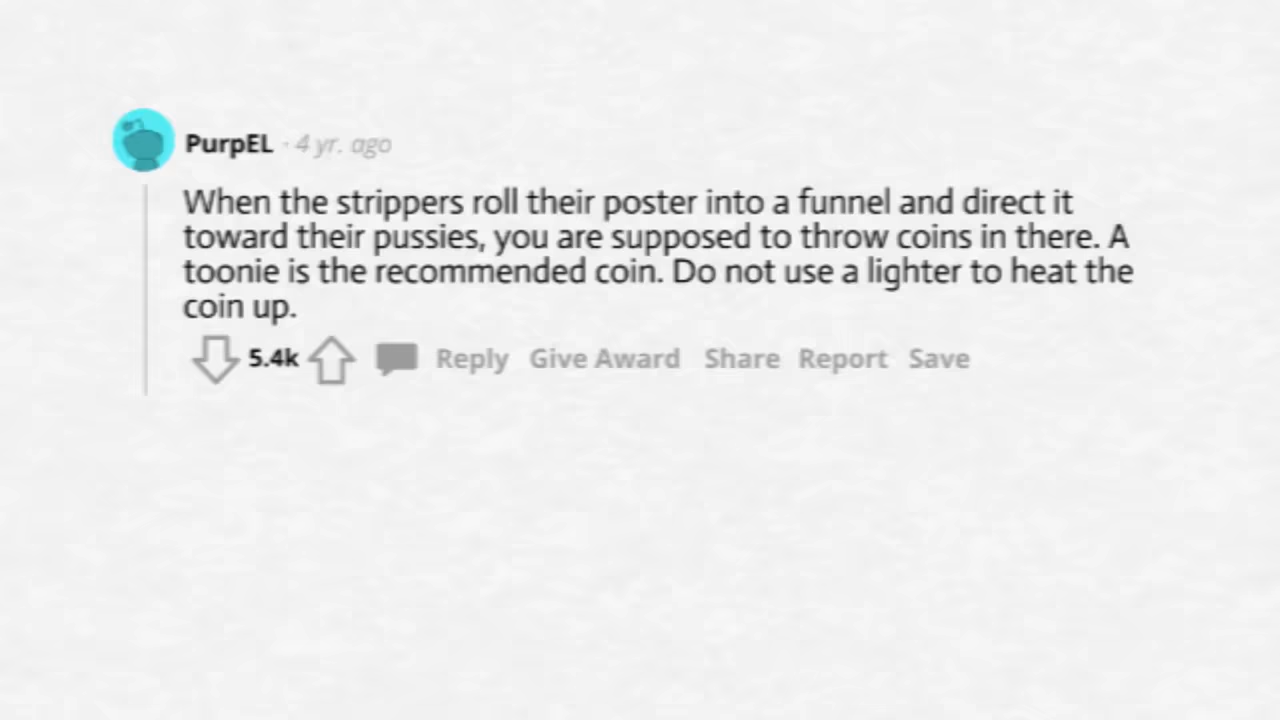 PurpEL · 4 yr. ago
When the strippers roll their poster into a funnel and direct it
toward their pussies, you are supposed to throw coins in there. A
toonie is the recommended coin. Do not use a lighter to heat the
coin up.
5.4k Reply Give Award Share Report Save